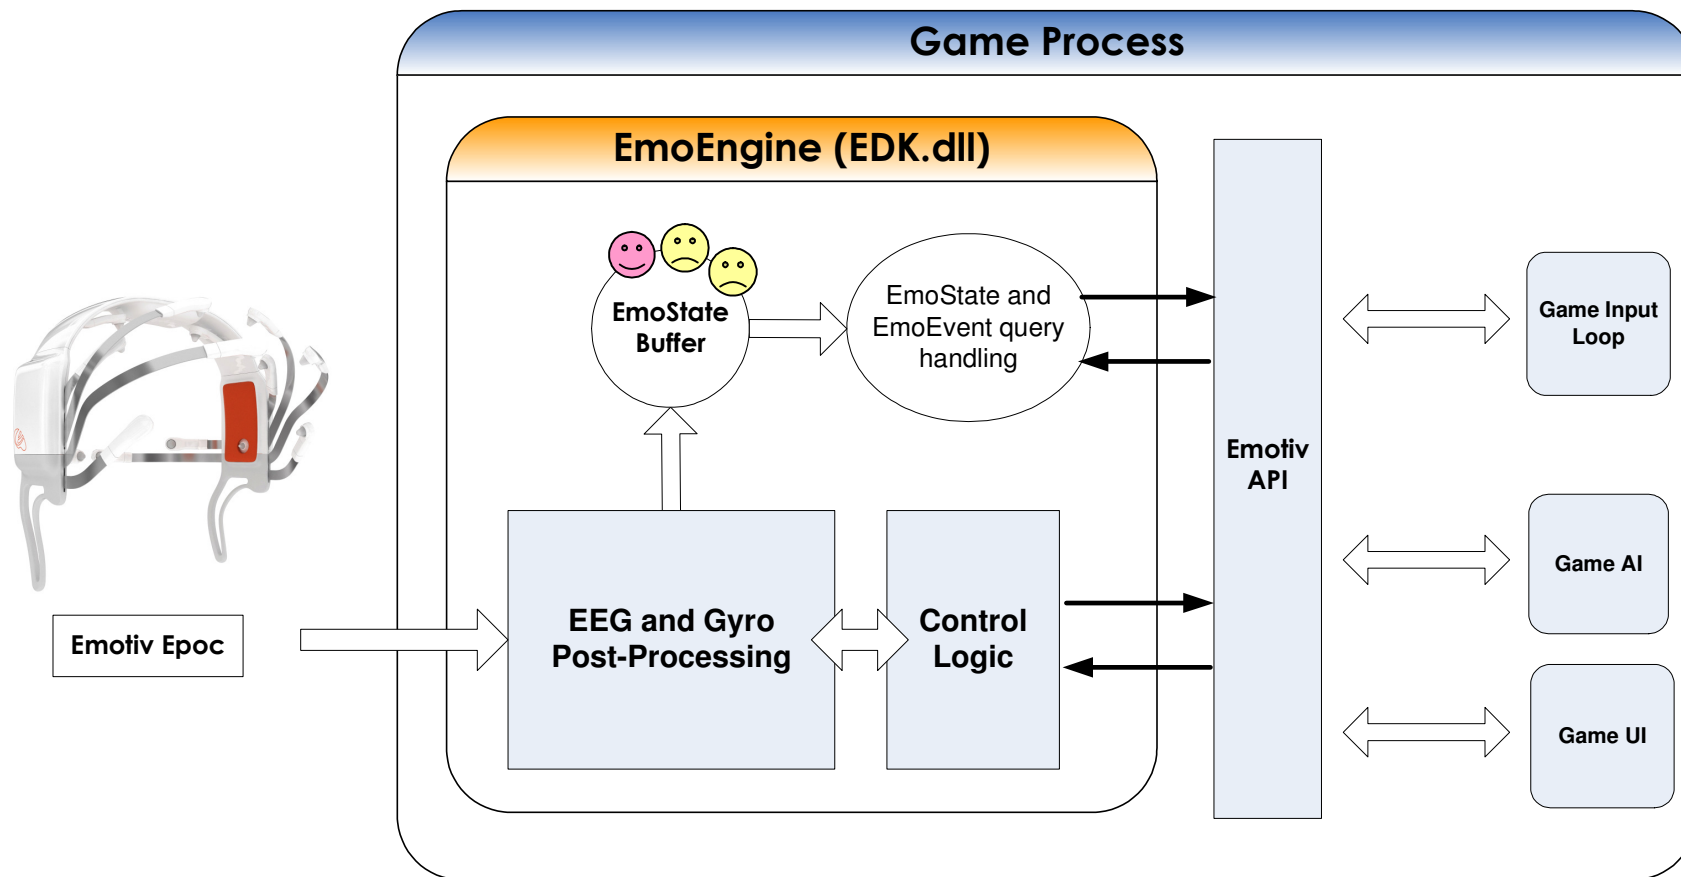 Game Process
EmoEngine (EDK.dll)
EmoState
Buffer
EmoState and
EmoEvent query
handling
Game Input
Loop
Emotiv
API
Game AI
Emotiv Epoc
EEG and Gyro
Post-Processing
Control
Logic
Game UI